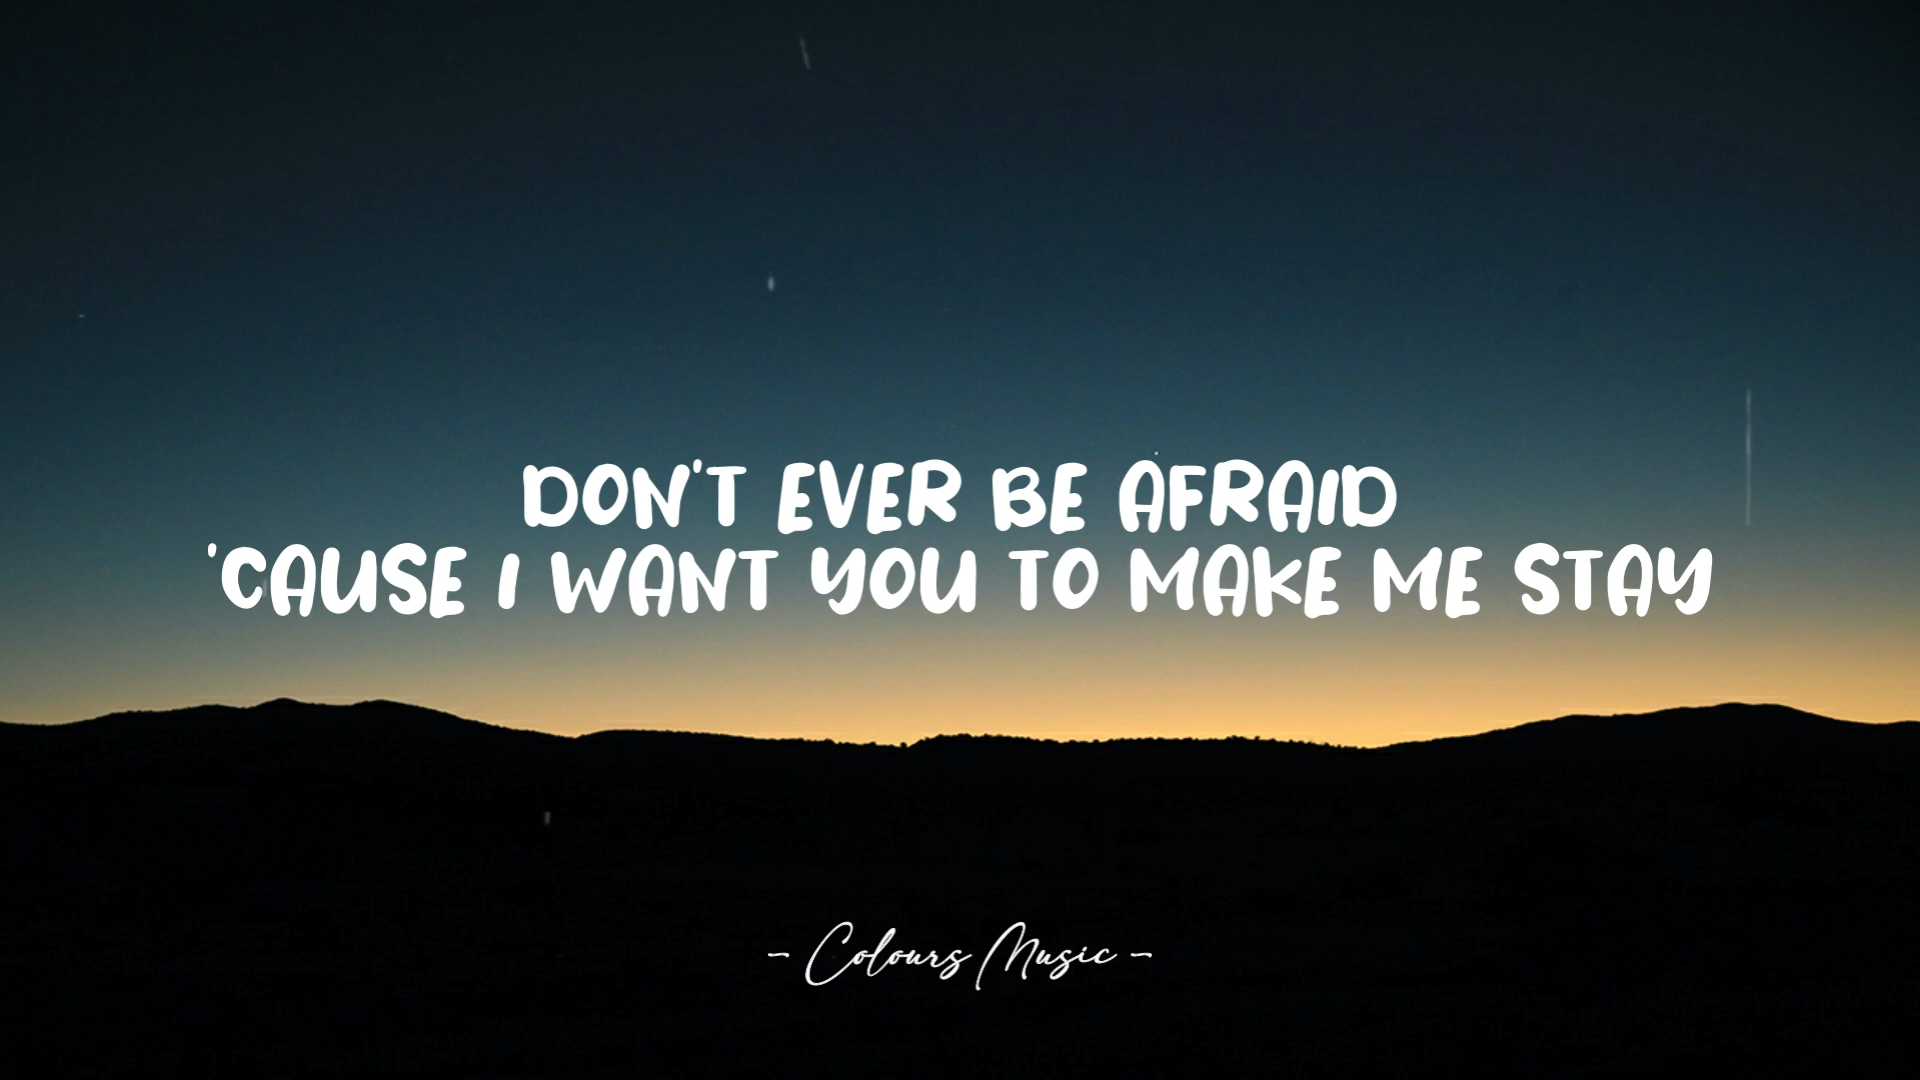 DON'T EVER BE AFRAID
'CAUSE I WANT YOU TO MAKE ME STAY
- Colours Music -